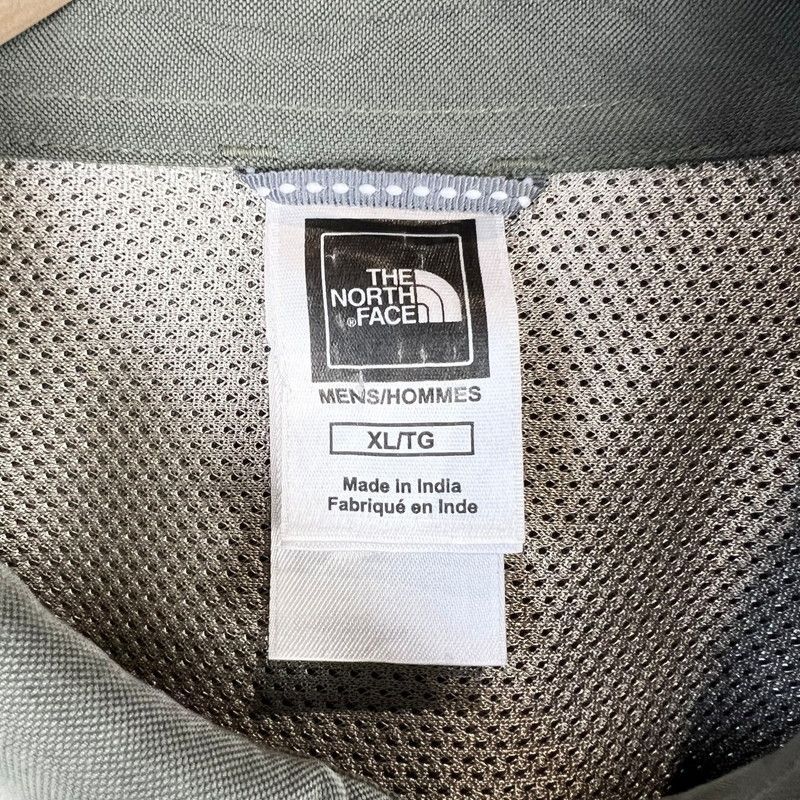 THE
NORTH
®FACE
MENS/HOMMES
XL/TG
Made in India
Fabriqué en Inde